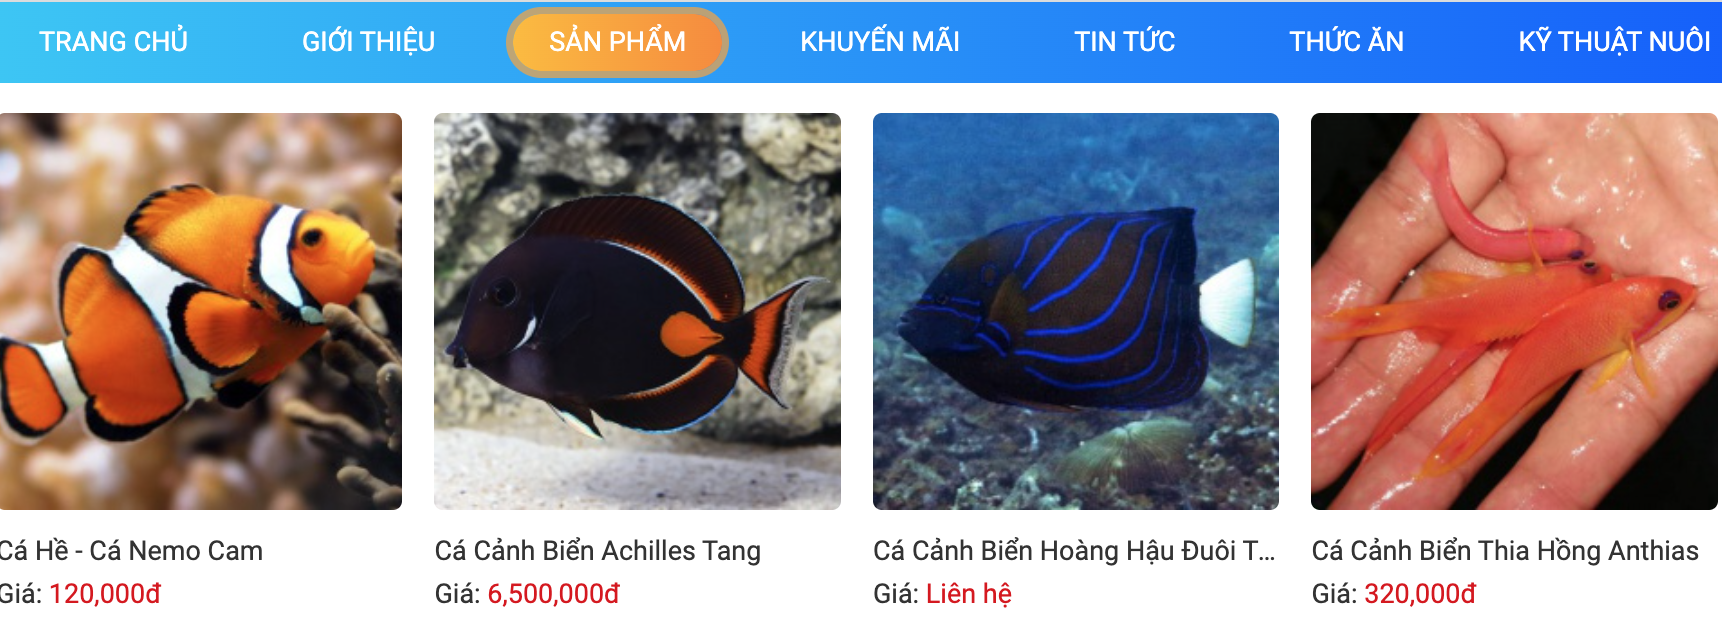 TRANG CHỦ GIỚI THIỆU SẢN PHẨM KHUYẾN MÃI TIN TỨC THỨC ĂN KỸ THUẬT NUÔI
Cá Hề - Cá Nemo Cam
Giá: 120,000đ
Cá Cảnh Biển Achilles Tang
Giá: 6,500,000đ
Cá Cảnh Biển Hoàng Hậu Đuôi T...
Giá: Liên hệ
Cá Cảnh Biển Thia Hồng Anthias
Giá: 320,000đ